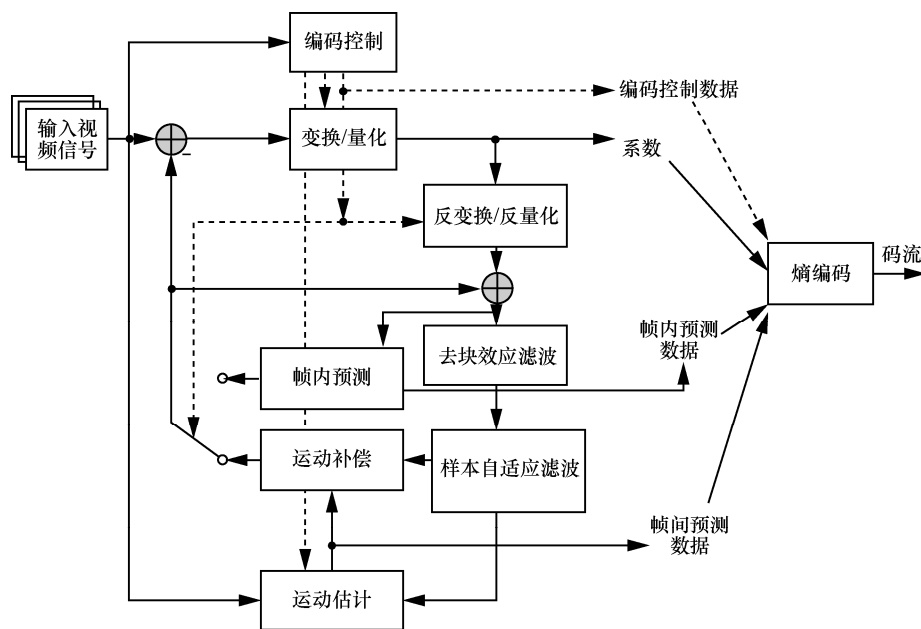 编码控制
编码控制数据
输入视
频信号
变换/量化
系数
反变换/反量化
码流
熵编码
帧内预测
数据
去块效应滤波
帧内预测
运动补偿
样本自适应滤波
帧间预测
数据
运动估计